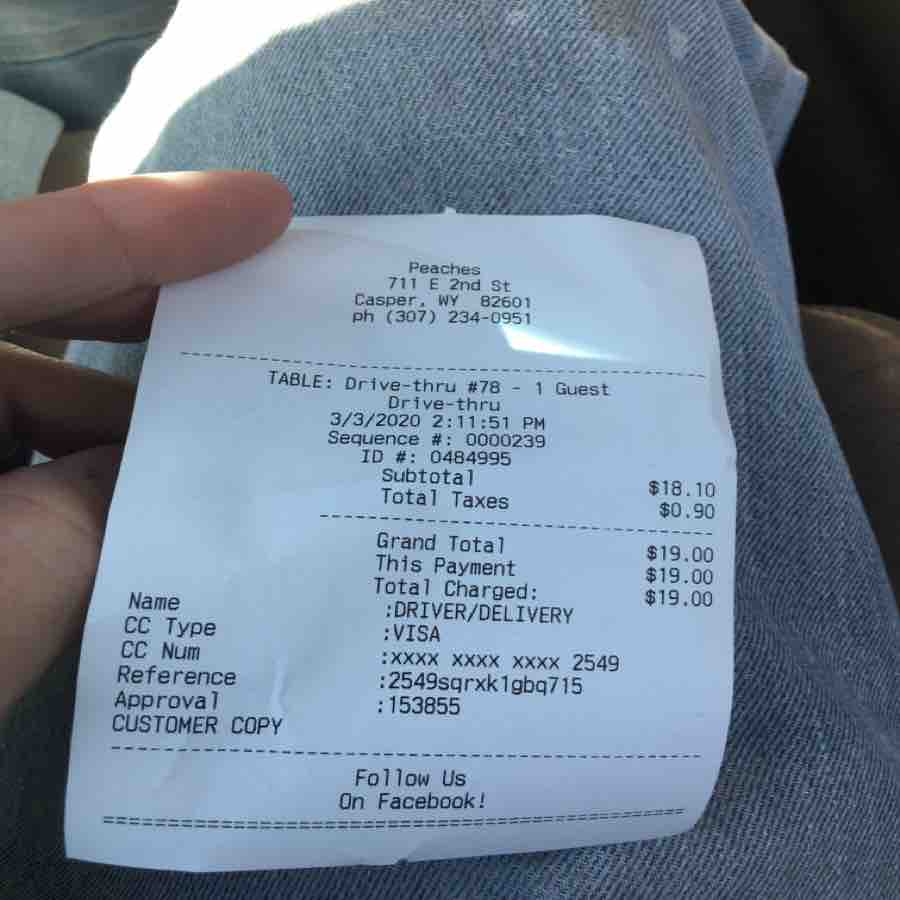 Peaches
711 E 2nd St
Casper, WY 82601
ph (307) 234-0951
TABLE: Drive-thru #78 - 1 Guest
Drive-thru
3/3/2020 2:11:51 PM
Sequence #: 0000239
ID #: 0484995
Subtotal $18.10
Total Taxes $0.90
Grand Total $19.00
This Payment $19.00
Total Charged: $19.00
Name :DRIVER/DELIVERY
CC Type :VISA
CC Num :xxxx xxxx xxxx 2549
Reference :2549sqrxk1gbq715
Approval :153855
CUSTOMER COPY
Follow Us
On Facebook!